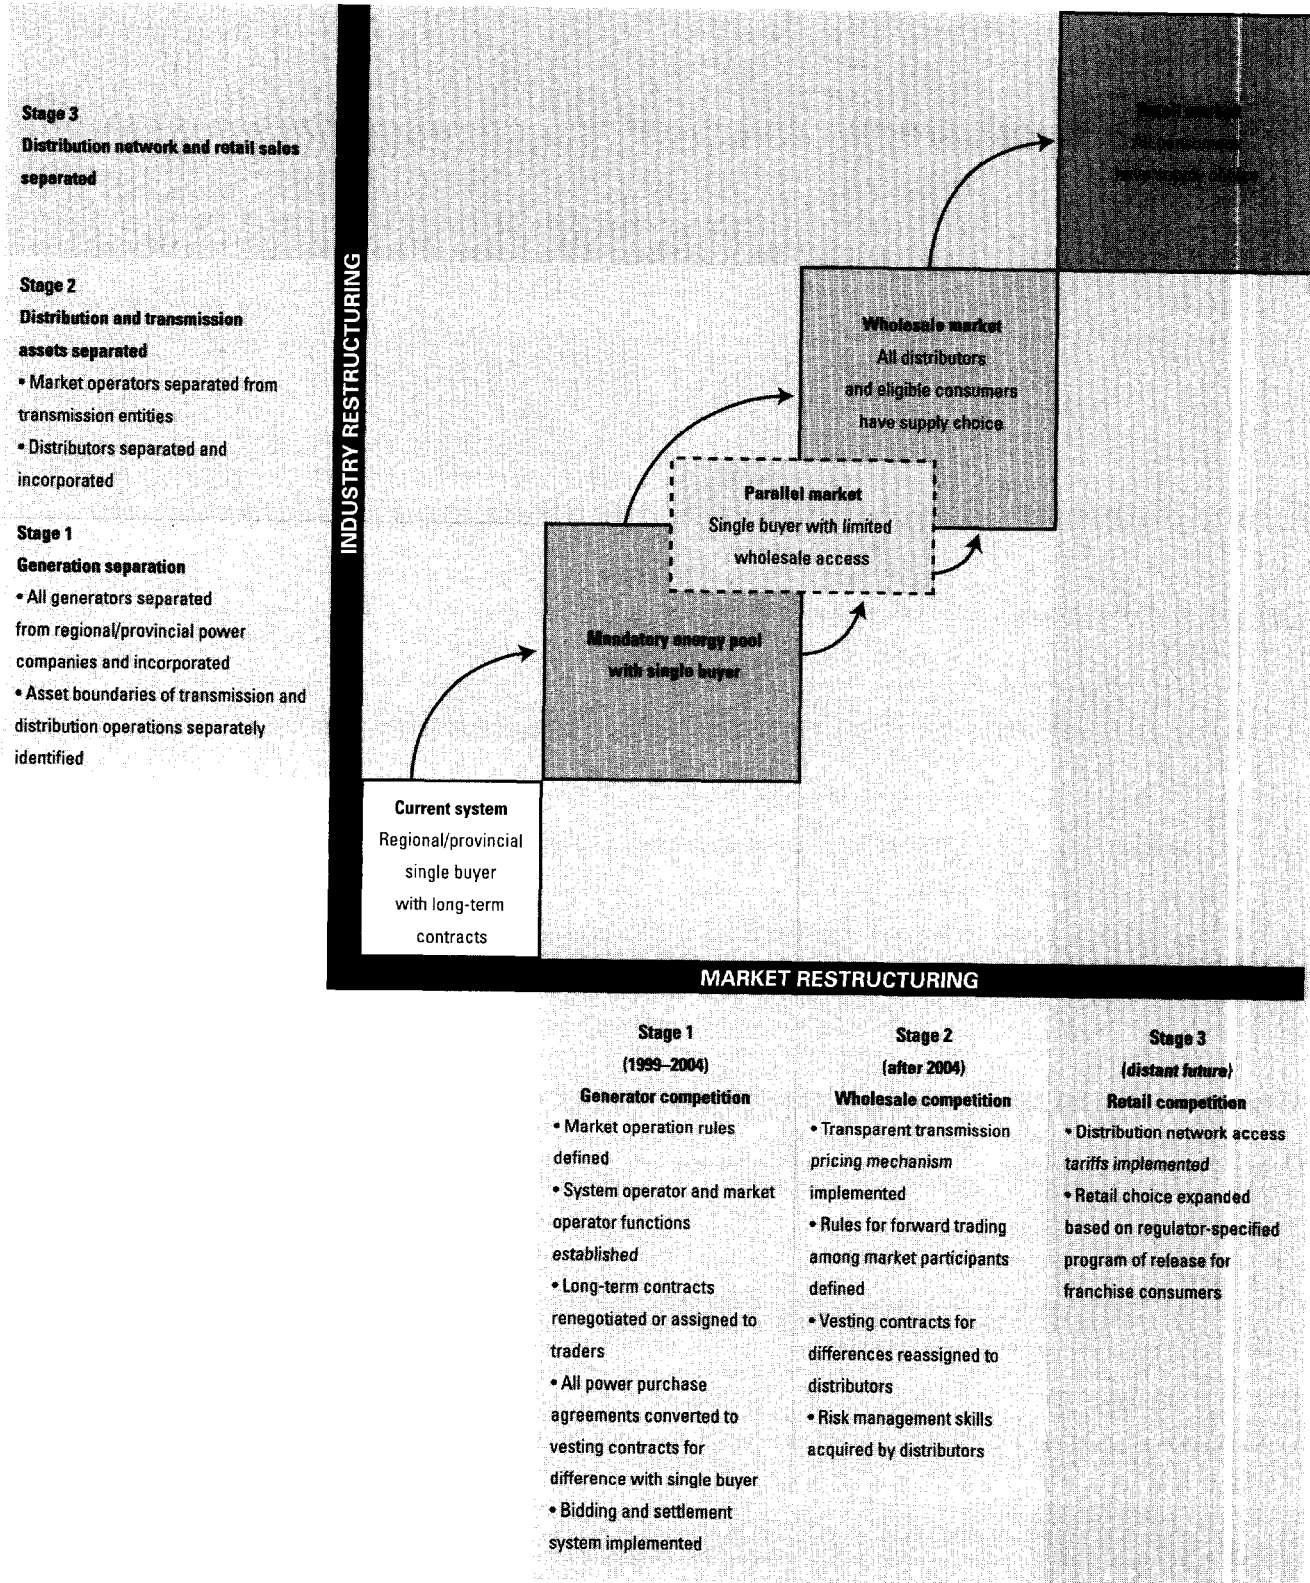 Stage 3
Distribution network and retail sales
separated
Stage 2
Distribution and transmission
assets separated
• Market operators separated from
transmission entities
• Distributors separated and
incorporated
Stage 1
Generation separation
• All generators separated
from regional/provincial power
companies and incorporated
• Asset boundaries of transmission and
distribution operations separately
identified
INDUSTRY RESTRUCTURING
All consumers
have supply choice
Wholesale market
All distributors
and eligible consumers
have supply choice
Parallel market
Single buyer with limited
wholesale access
Mandatory energy pool
with single buyer
Current system
Regional/provincial
single buyer
with long-term
contracts
MARKET RESTRUCTURING
Stage 1
(1999–2004)
Generator competition
• Market operation rules
defined
• System operator and market
operator functions
established
• Long-term contracts
renegotiated or assigned to
traders
• All power purchase
agreements converted to
vesting contracts for
difference with single buyer
• Bidding and settlement
system implemented
Stage 2
(after 2004)
Wholesale competition
• Transparent transmission
pricing mechanism
implemented
• Rules for forward trading
among market participants
defined
• Vesting contracts for
differences reassigned to
distributors
• Risk management skills
acquired by distributors
Stage 3
(distant future)
Retail competition
• Distribution network access
tariffs implemented
• Retail choice expanded
based on regulator-specified
program of release for
franchise consumers